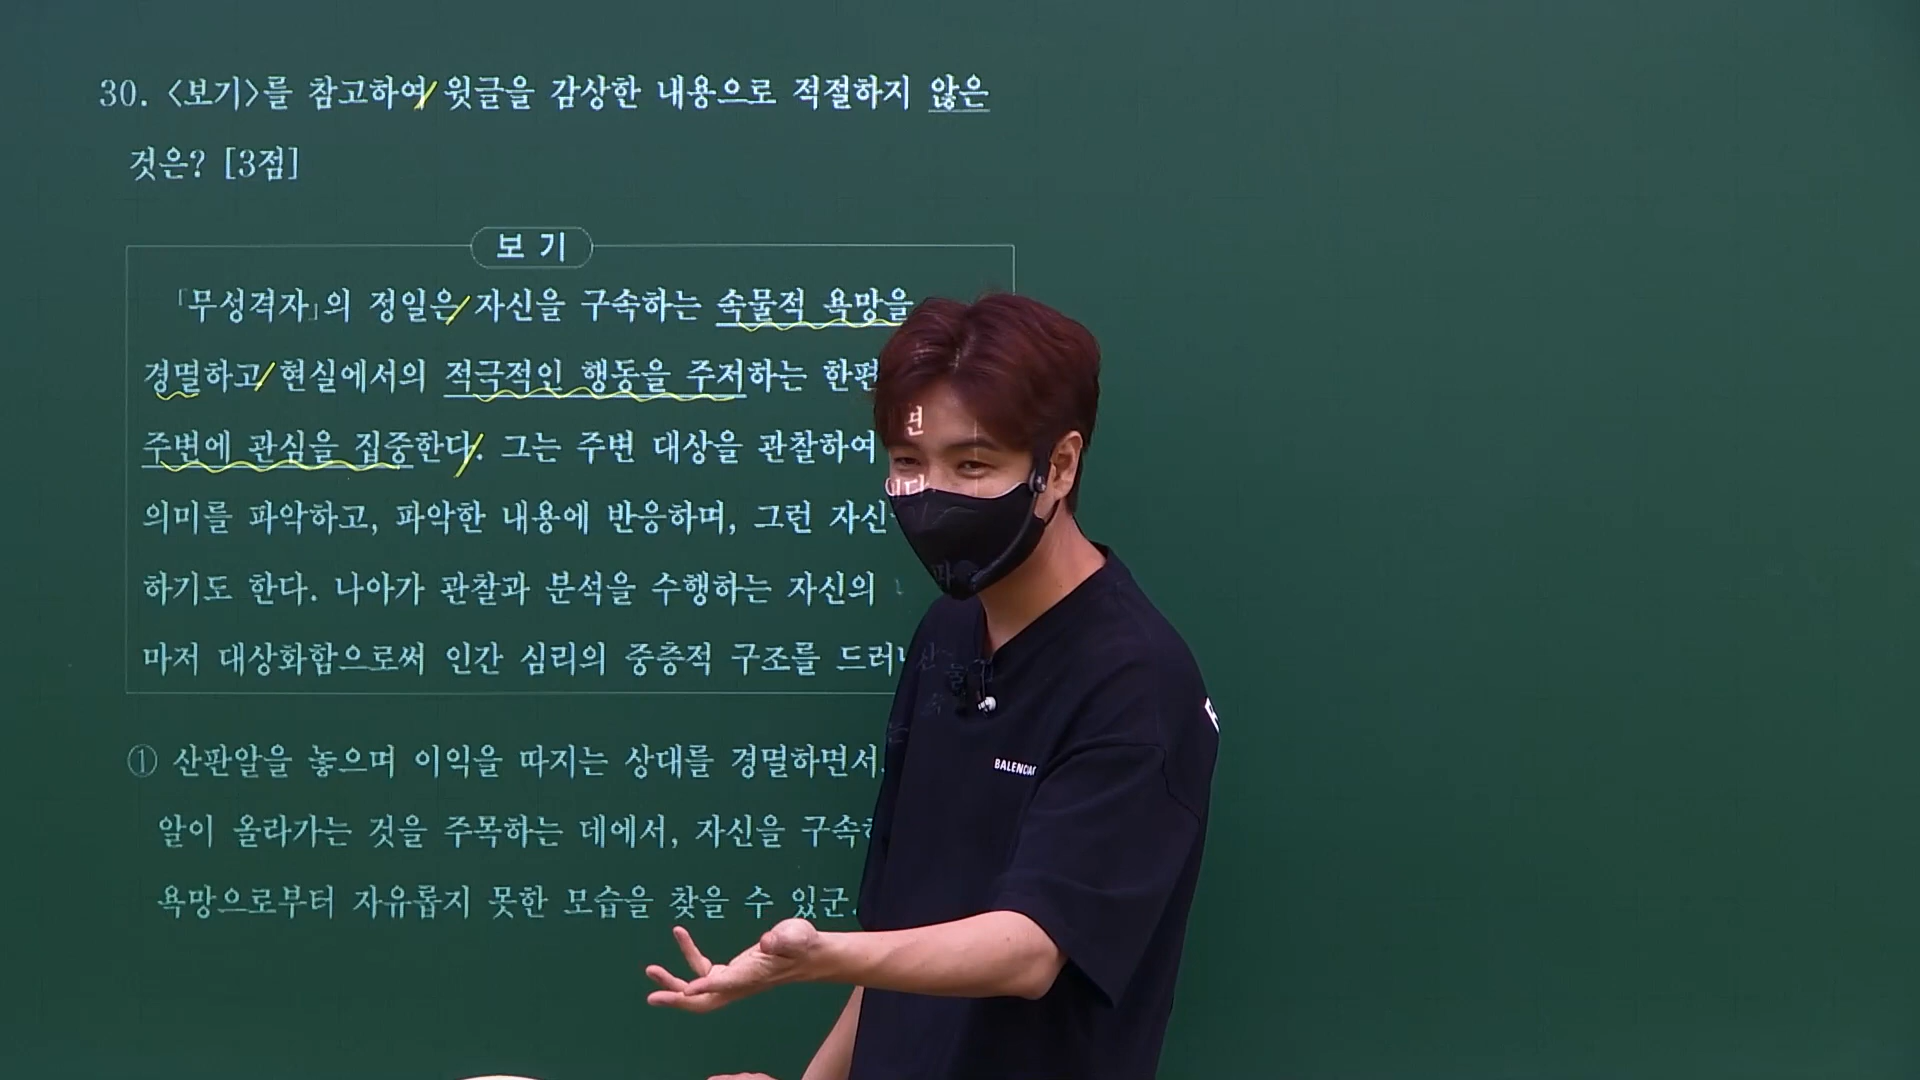 30. <보기>를 참고하여 윗글을 감상한 내용으로 적절하지 않은
것은? [3점]
보 기
「무성격자」의 정일은 자신을 구속하는 속물적 욕망을
경멸하고 현실에서의 적극적인 행동을 주저하는 한편
주변에 관심을 집중한다. 그는 주변 대상을 관찰하여
의미를 파악하고, 파악한 내용에 반응하며, 그런 자신
하기도 한다. 나아가 관찰과 분석을 수행하는 자신의
마저 대상화함으로써 인간 심리의 중층적 구조를
① 산판알을 놓으며 이익을 따지는 상대를 경멸하면서
알이 올라가는 것을 주목하는 데에서, 자신을
욕망으로부터 자유롭지 못한 모습을 찾을 수 있군.